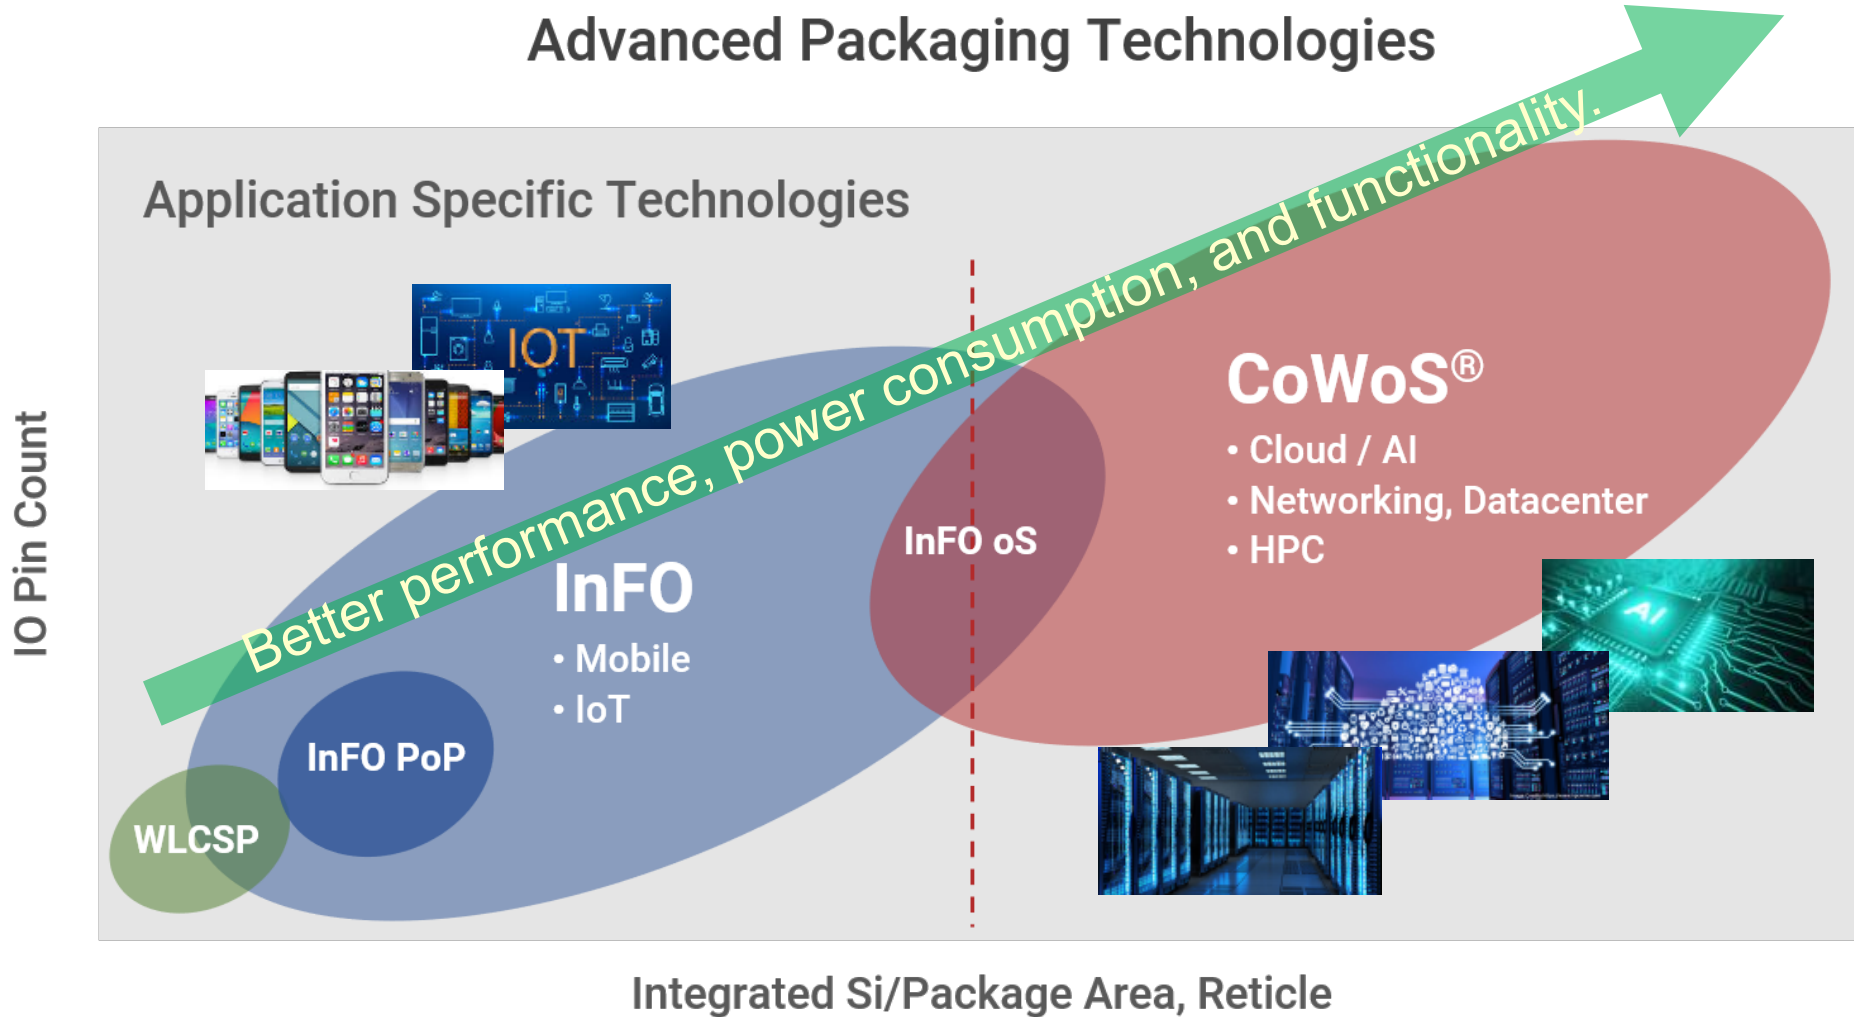 Advanced Packaging Technologies
Application Specific Technologies
Better performance, power consumption, and functionality.
IOT
IO Pin Count
CoWoS®
• Cloud / AI
• Networking, Datacenter
• HPC
InFO oS
InFO
• Mobile
• IoT
AI
InFO PoP
WLCSP
Integrated Si/Package Area, Reticle